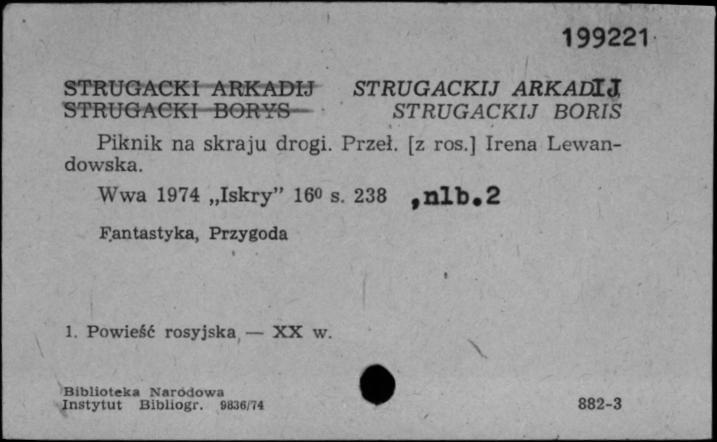 199221
STRUGACKI ARKADIJ STRUGACKIJ ARKADIJ
STRUGACKI BORYS STRUGACKIJ BORIS
Piknik na skraju drogi. Przeł. [z ros.] Irena Lewan-
dowska.
Wwa 1974 „Iskry” 16⁰ s. 238 ,nlb.2
Fantastyka, Przygoda
1. Powieść rosyjska — XX w.
Biblioteka Narodowa
Instytut Bibliogr. 9836/74 882-3